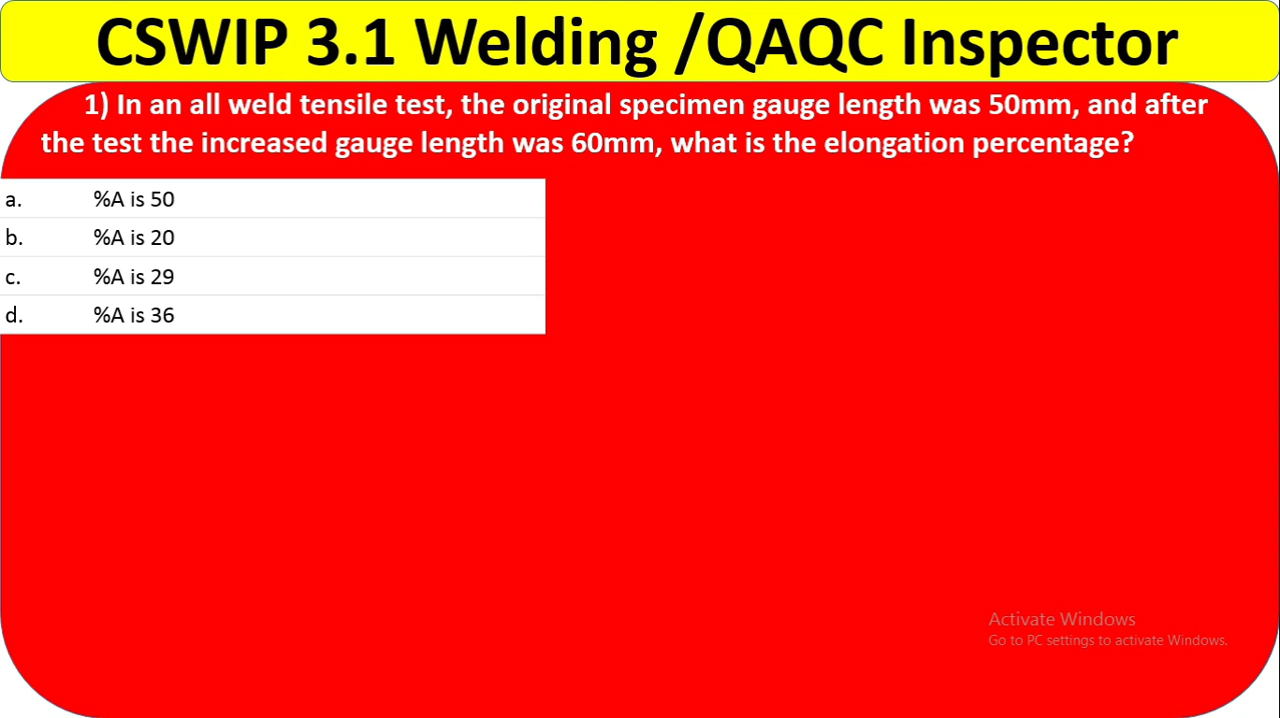 CSWIP 3.1 Welding /QAQC Inspector
1) In an all weld tensile test, the original specimen gauge length was 50mm, and after
the test the increased gauge length was 60mm, what is the elongation percentage?
a. %A is 50
b. %A is 20
c. %A is 29
d. %A is 36
Activate Windows
Go to PC settings to activate Windows.